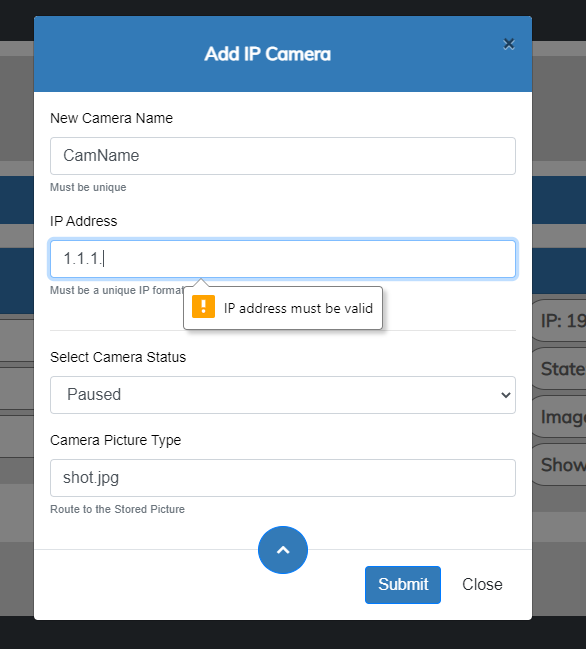 Add IP Camera
×
New Camera Name
CamName
Must be unique
IP Address
1.1.1.
Must be a unique IP format
! IP address must be valid
Select Camera Status
Paused
Camera Picture Type
shot.jpg
Route to the Stored Picture
Submit
Close
IP: 19
State
Image
Show